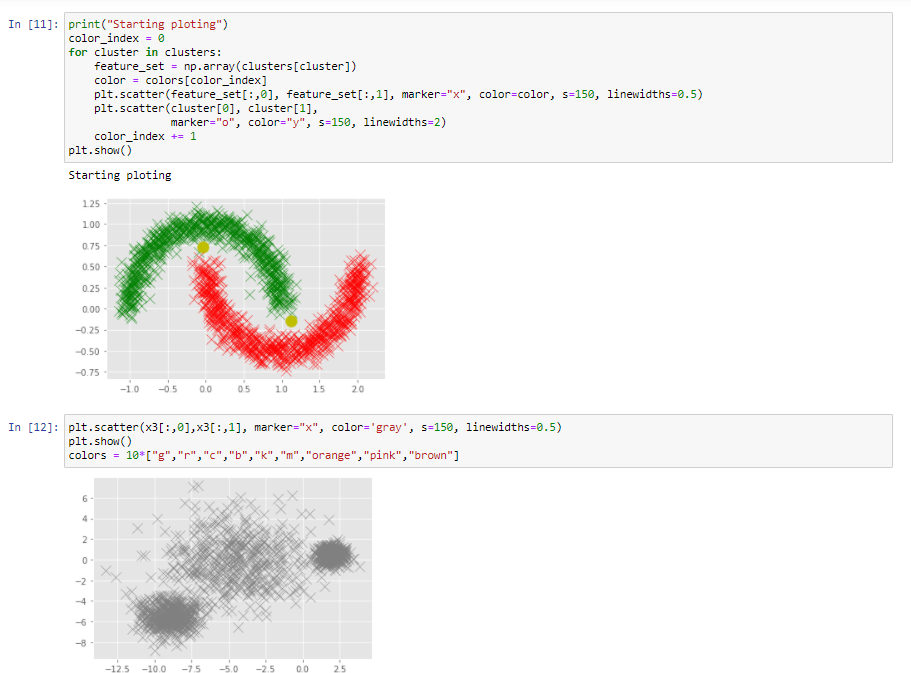 In [11]: print("Starting ploting")
color_index = 0
for cluster in clusters:
    feature_set = np.array(clusters[cluster])
    color = colors[color_index]
    plt.scatter(feature_set[:,0], feature_set[:,1], marker="x", color=color, s=150, linewidths=0.5)
    plt.scatter(cluster[0], cluster[1],
                marker="o", color="y", s=150, linewidths=2)
    color_index += 1
plt.show()
Starting ploting
1.25
1.00
0.75
0.50
0.25
0.00
−0.25
−0.50
−0.75
−1.0 −0.5 0.0 0.5 1.0 1.5 2.0
In [12]: plt.scatter(x3[:,0],x3[:,1], marker="x", color='gray', s=150, linewidths=0.5)
plt.show()
colors = 10*["g","r","c","b","k","m","orange","pink","brown"]
6
4
2
0
−2
−4
−6
−8
−12.5 −10.0 −7.5 −5.0 −2.5 0.0 2.5